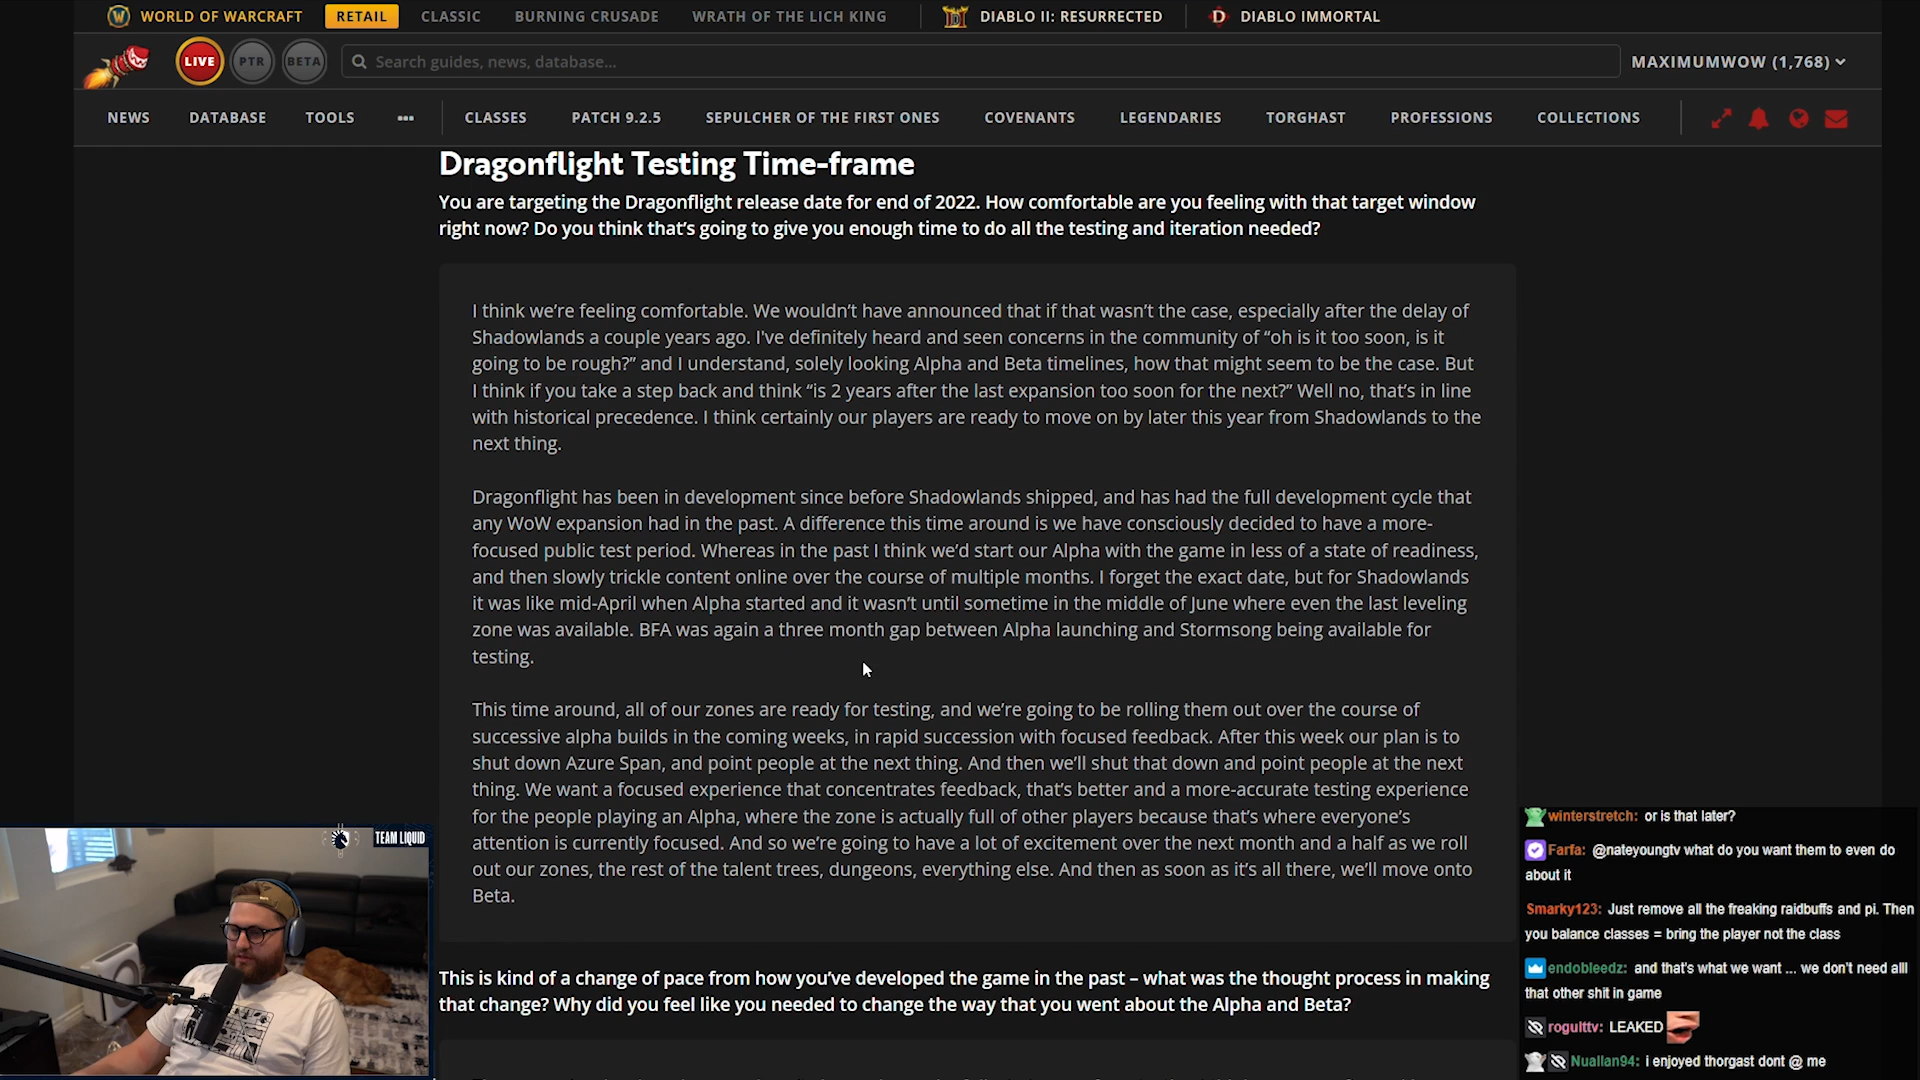 WORLD OF WARCRAFT RETAIL CLASSIC BURNING CRUSADE WRATH OF THE LICH KING DIABLO II: RESURRECTED DIABLO IMMORTAL
LIVE PTR BETA Search guides, news, database... MAXIMUMWOW (1,768)
NEWS DATABASE TOOLS ••• CLASSES PATCH 9.2.5 SEPULCHER OF THE FIRST ONES COVENANTS LEGENDARIES TORGHAST PROFESSIONS COLLECTIONS
Dragonflight Testing Time-frame
You are targeting the Dragonflight release date for end of 2022. How comfortable are you feeling with that target window
right now? Do you think that’s going to give you enough time to do all the testing and iteration needed?
I think we’re feeling comfortable. We wouldn’t have announced that if that wasn’t the case, especially after the delay of
Shadowlands a couple years ago. I've definitely heard and seen concerns in the community of “oh is it too soon, is it
going to be rough?” and I understand, solely looking Alpha and Beta timelines, how that might seem to be the case. But
I think if you take a step back and think “is 2 years after the last expansion too soon for the next?” Well no, that’s in line
with historical precedence. I think certainly our players are ready to move on by later this year from Shadowlands to the
next thing.
Dragonflight has been in development since before Shadowlands shipped, and has had the full development cycle that
any WoW expansion had in the past. A difference this time around is we have consciously decided to have a more-
focused public test period. Whereas in the past I think we’d start our Alpha with the game in less of a state of readiness,
and then slowly trickle content online over the course of multiple months. I forget the exact date, but for Shadowlands
it was like mid-April when Alpha started and it wasn’t until sometime in the middle of June where even the last leveling
zone was available. BFA was again a three month gap between Alpha launching and Stormsong being available for
testing.
This time around, all of our zones are ready for testing, and we’re going to be rolling them out over the course of
successive alpha builds in the coming weeks, in rapid succession with focused feedback. After this week our plan is to
shut down Azure Span, and point people at the next thing. And then we’ll shut that down and point people at the next
thing. We want a focused experience that concentrates feedback, that’s better and a more-accurate testing experience
for the people playing an Alpha, where the zone is actually full of other players because that’s where everyone’s
attention is currently focused. And so we’re going to have a lot of excitement over the next month and a half as we roll
out our zones, the rest of the talent trees, dungeons, everything else. And then as soon as it’s all there, we’ll move onto
Beta.
This is kind of a change of pace from how you’ve developed the game in the past – what was the thought process in making
that change? Why did you feel like you needed to change the way that you went about the Alpha and Beta?
TEAM LIQUID
winterstretch: or is that later?
Farfa: @nateyoungtv what do you want them to even do
about it
Smarky123: Just remove all the freaking raidbuffs and pi. Then
you balance classes = bring the player not the class
endobleedz: and that's what we want ... we don't need alll
that other shit in game
rogulttv: LEAKED
Nuallan94: i enjoyed thorgast dont @ me